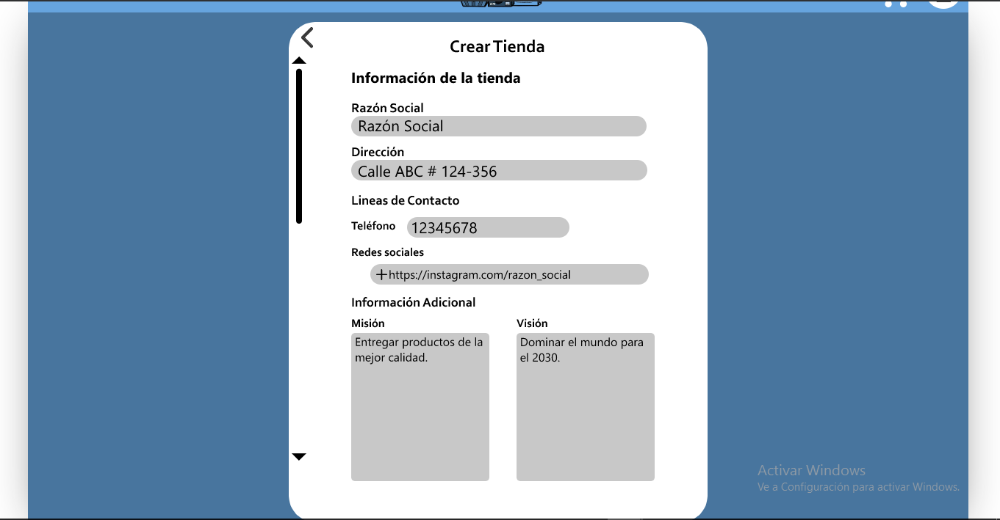 Crear Tienda
Información de la tienda
Razón Social
Razón Social
Dirección
Calle ABC # 124-356
Lineas de Contacto
Teléfono 12345678
Redes sociales
+https://instagram.com/razon_social
Información Adicional
Misión
Entregar productos de la
mejor calidad.
Visión
Dominar el mundo para
el 2030.
Activar Windows
Ve a Configuración para activar Windows.